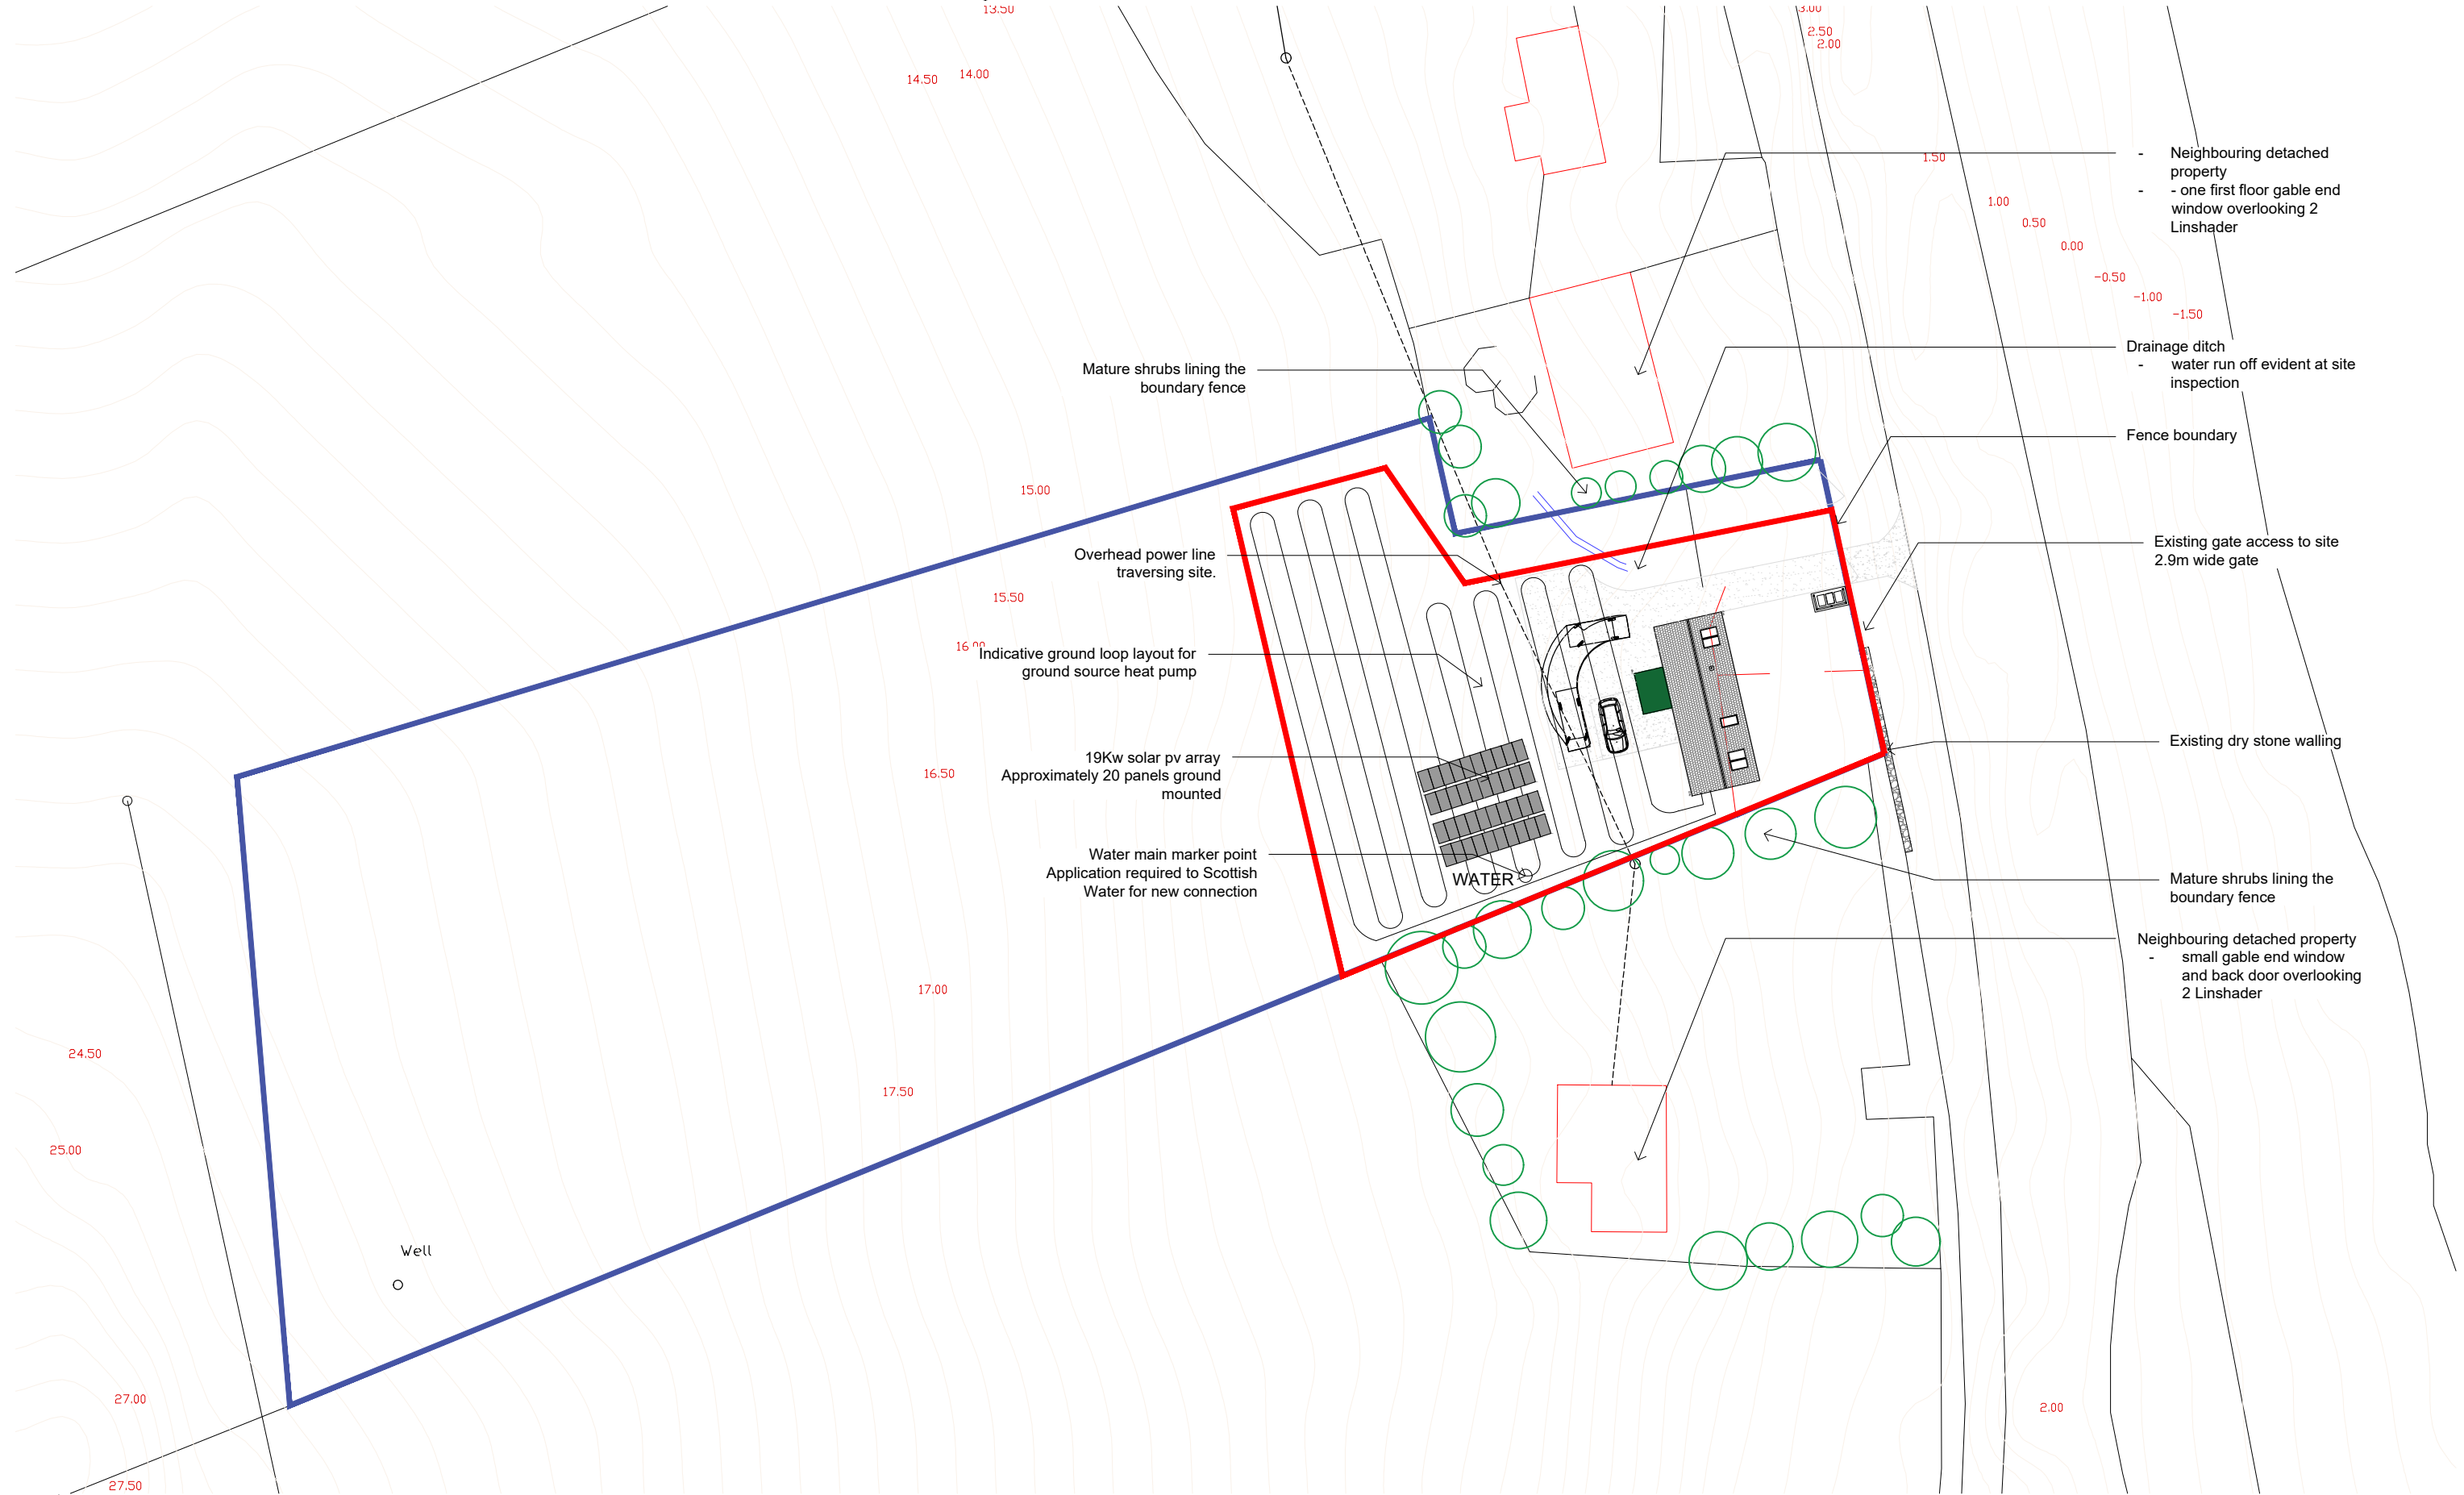 13.50
3.00
2.50
2.00
14.50
14.00
1.50
1.00
0.50
0.00
-0.50
-1.00
-1.50
- Neighbouring detached
property
- - one first floor gable end
window overlooking 2
Linshader
Drainage ditch
- water run off evident at site
inspection
Mature shrubs lining the
boundary fence
Fence boundary
15.00
Existing gate access to site
2.9m wide gate
Overhead power line
traversing site.
15.50
16.00
Indicative ground loop layout for
ground source heat pump
Existing dry stone walling
19Kw solar pv array
Approximately 20 panels ground
mounted
16.50
Water main marker point
Application required to Scottish
Water for new connection
WATER
Mature shrubs lining the
boundary fence
Neighbouring detached property
- small gable end window
and back door overlooking
2 Linshader
17.00
24.50
17.50
25.00
Well
27.00
2.00
27.50